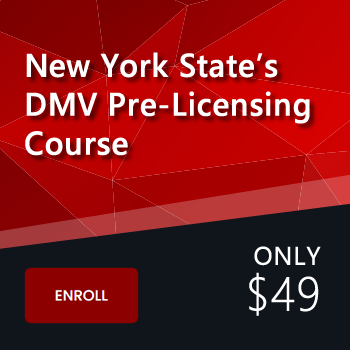 New York State’s
DMV Pre-Licensing
Course
ONLY
$49
ENROLL